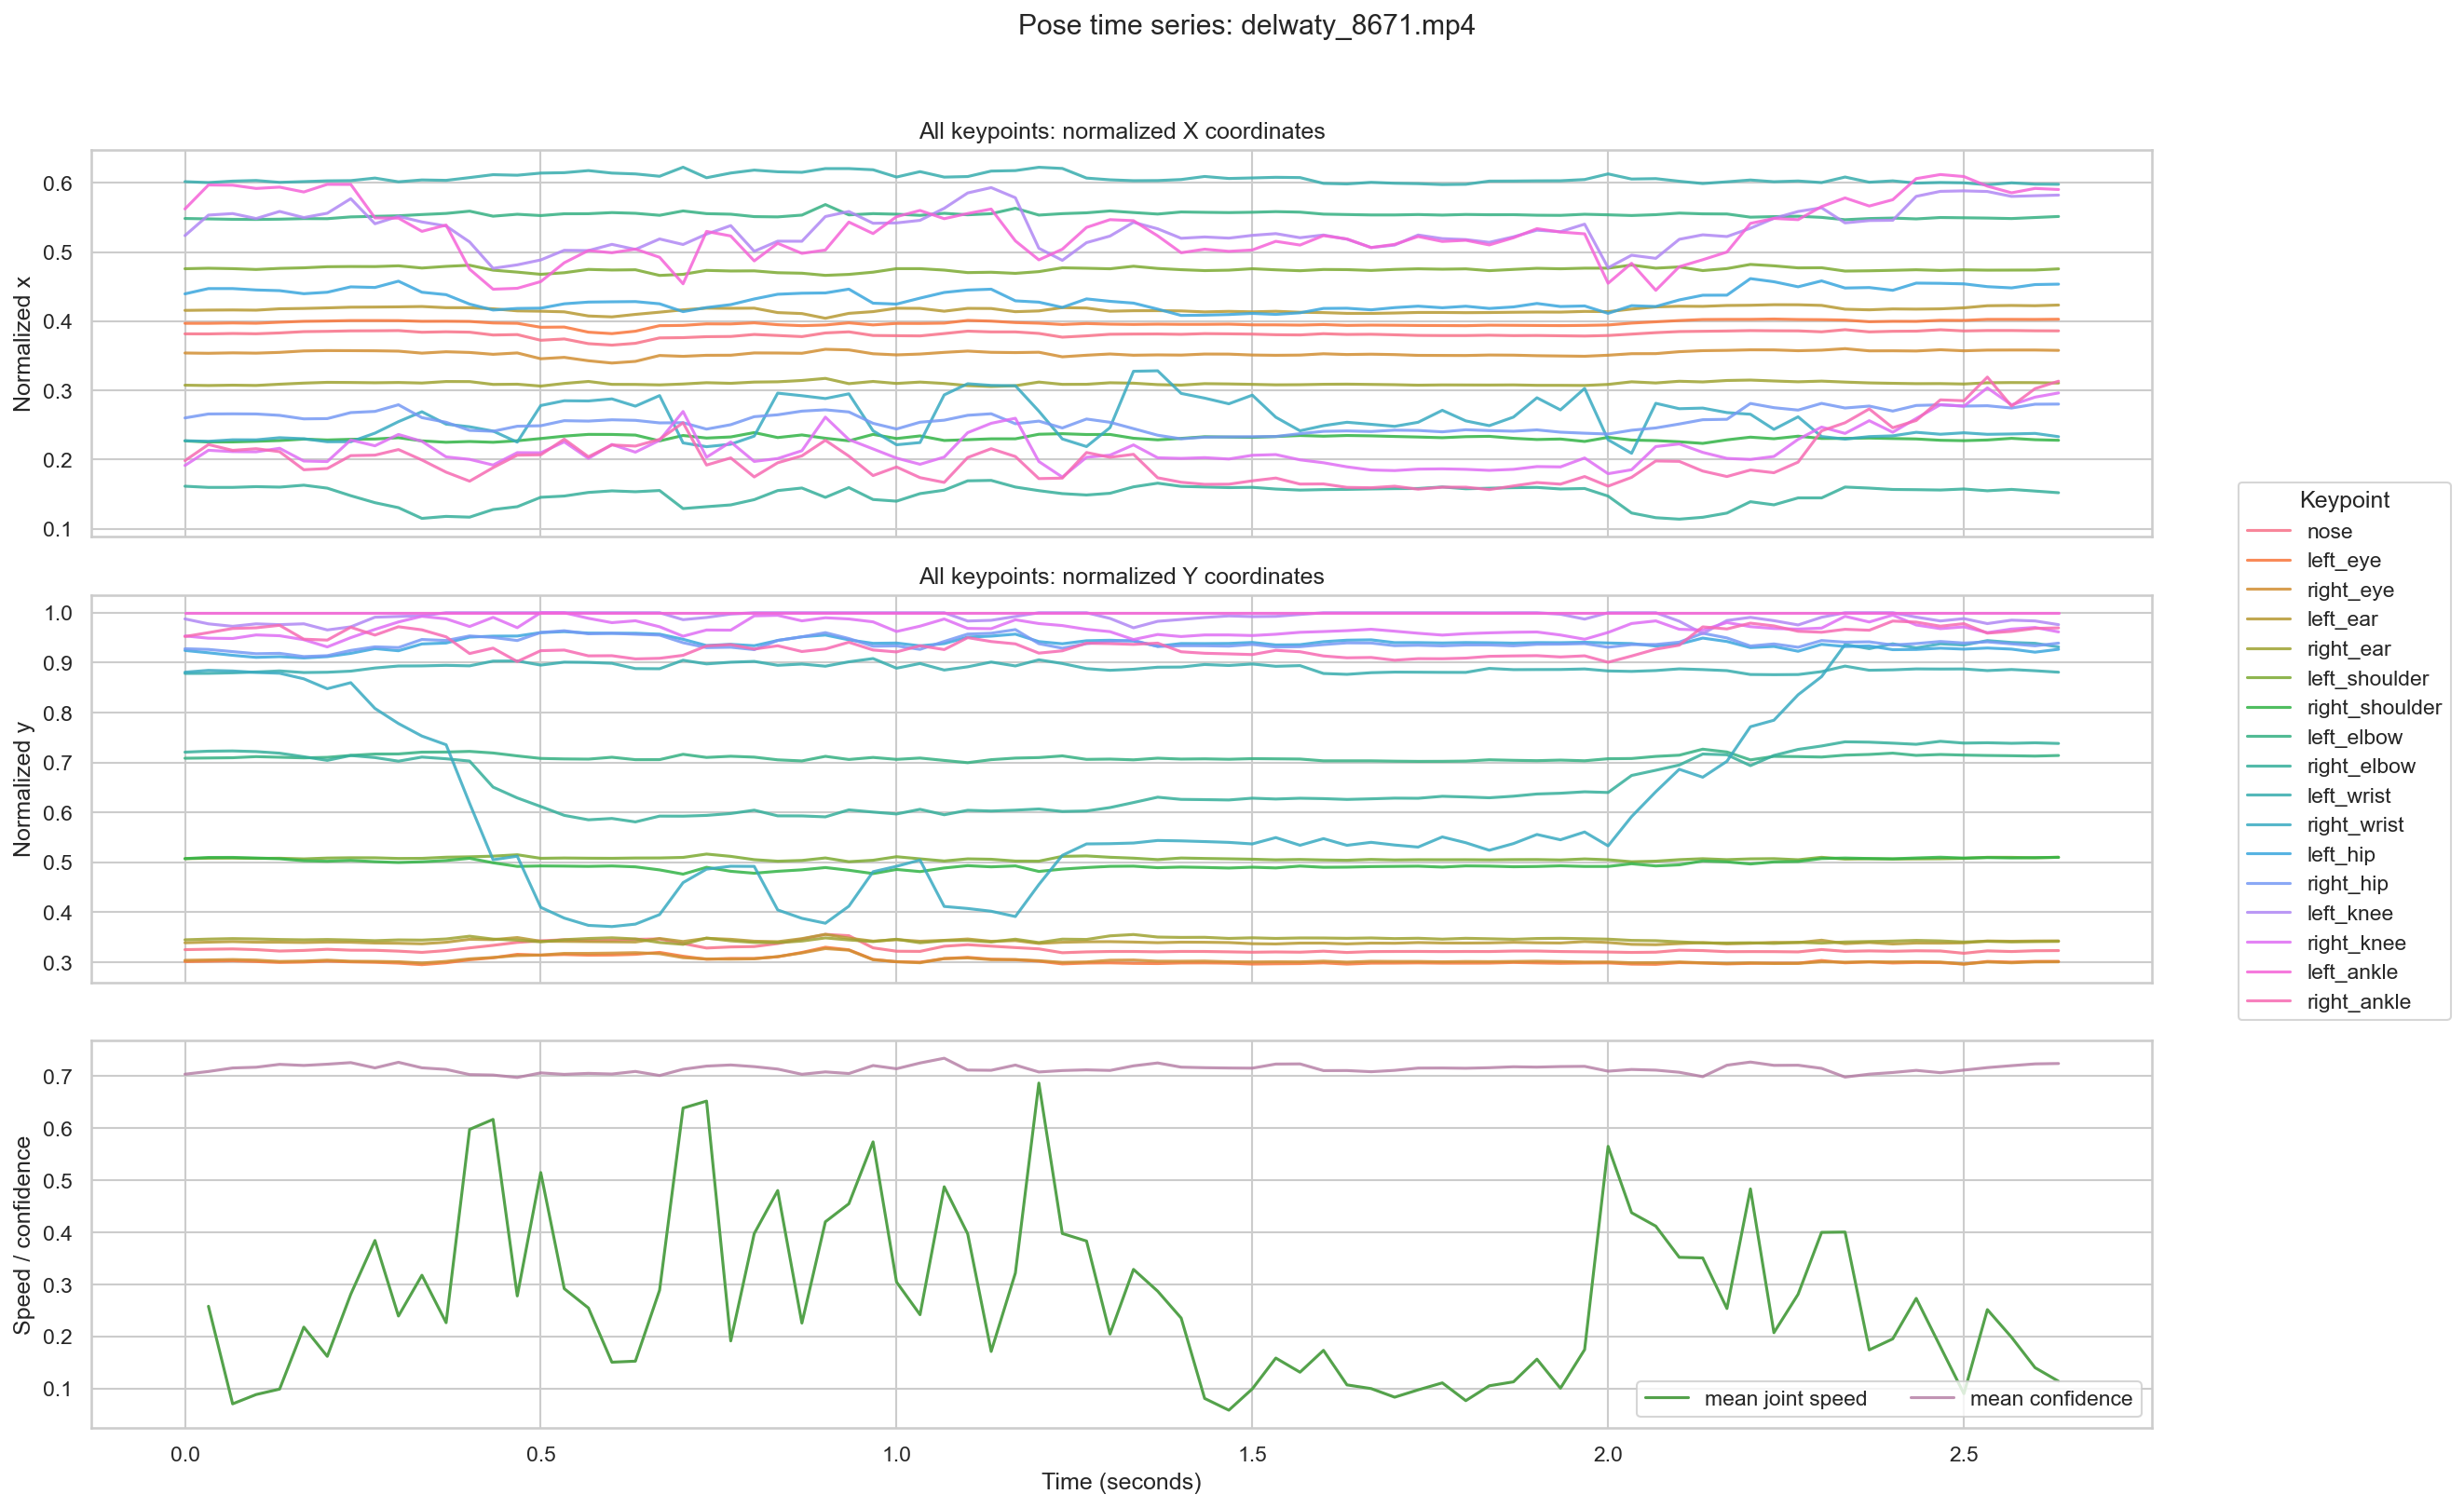 Pose time series: delwaty_8671.mp4
All keypoints: normalized X coordinates
Normalized x
0.6
0.5
0.4
0.3
0.2
0.1
All keypoints: normalized Y coordinates
Normalized y
1.0
0.9
0.8
0.7
0.6
0.5
0.4
0.3
Speed / confidence
0.7
0.6
0.5
0.4
0.3
0.2
0.1
mean joint speed
mean confidence
0.0
0.5
1.0
1.5
2.0
2.5
Time (seconds)
Keypoint
nose
left_eye
right_eye
left_ear
right_ear
left_shoulder
right_shoulder
left_elbow
right_elbow
left_wrist
right_wrist
left_hip
right_hip
left_knee
right_knee
left_ankle
right_ankle